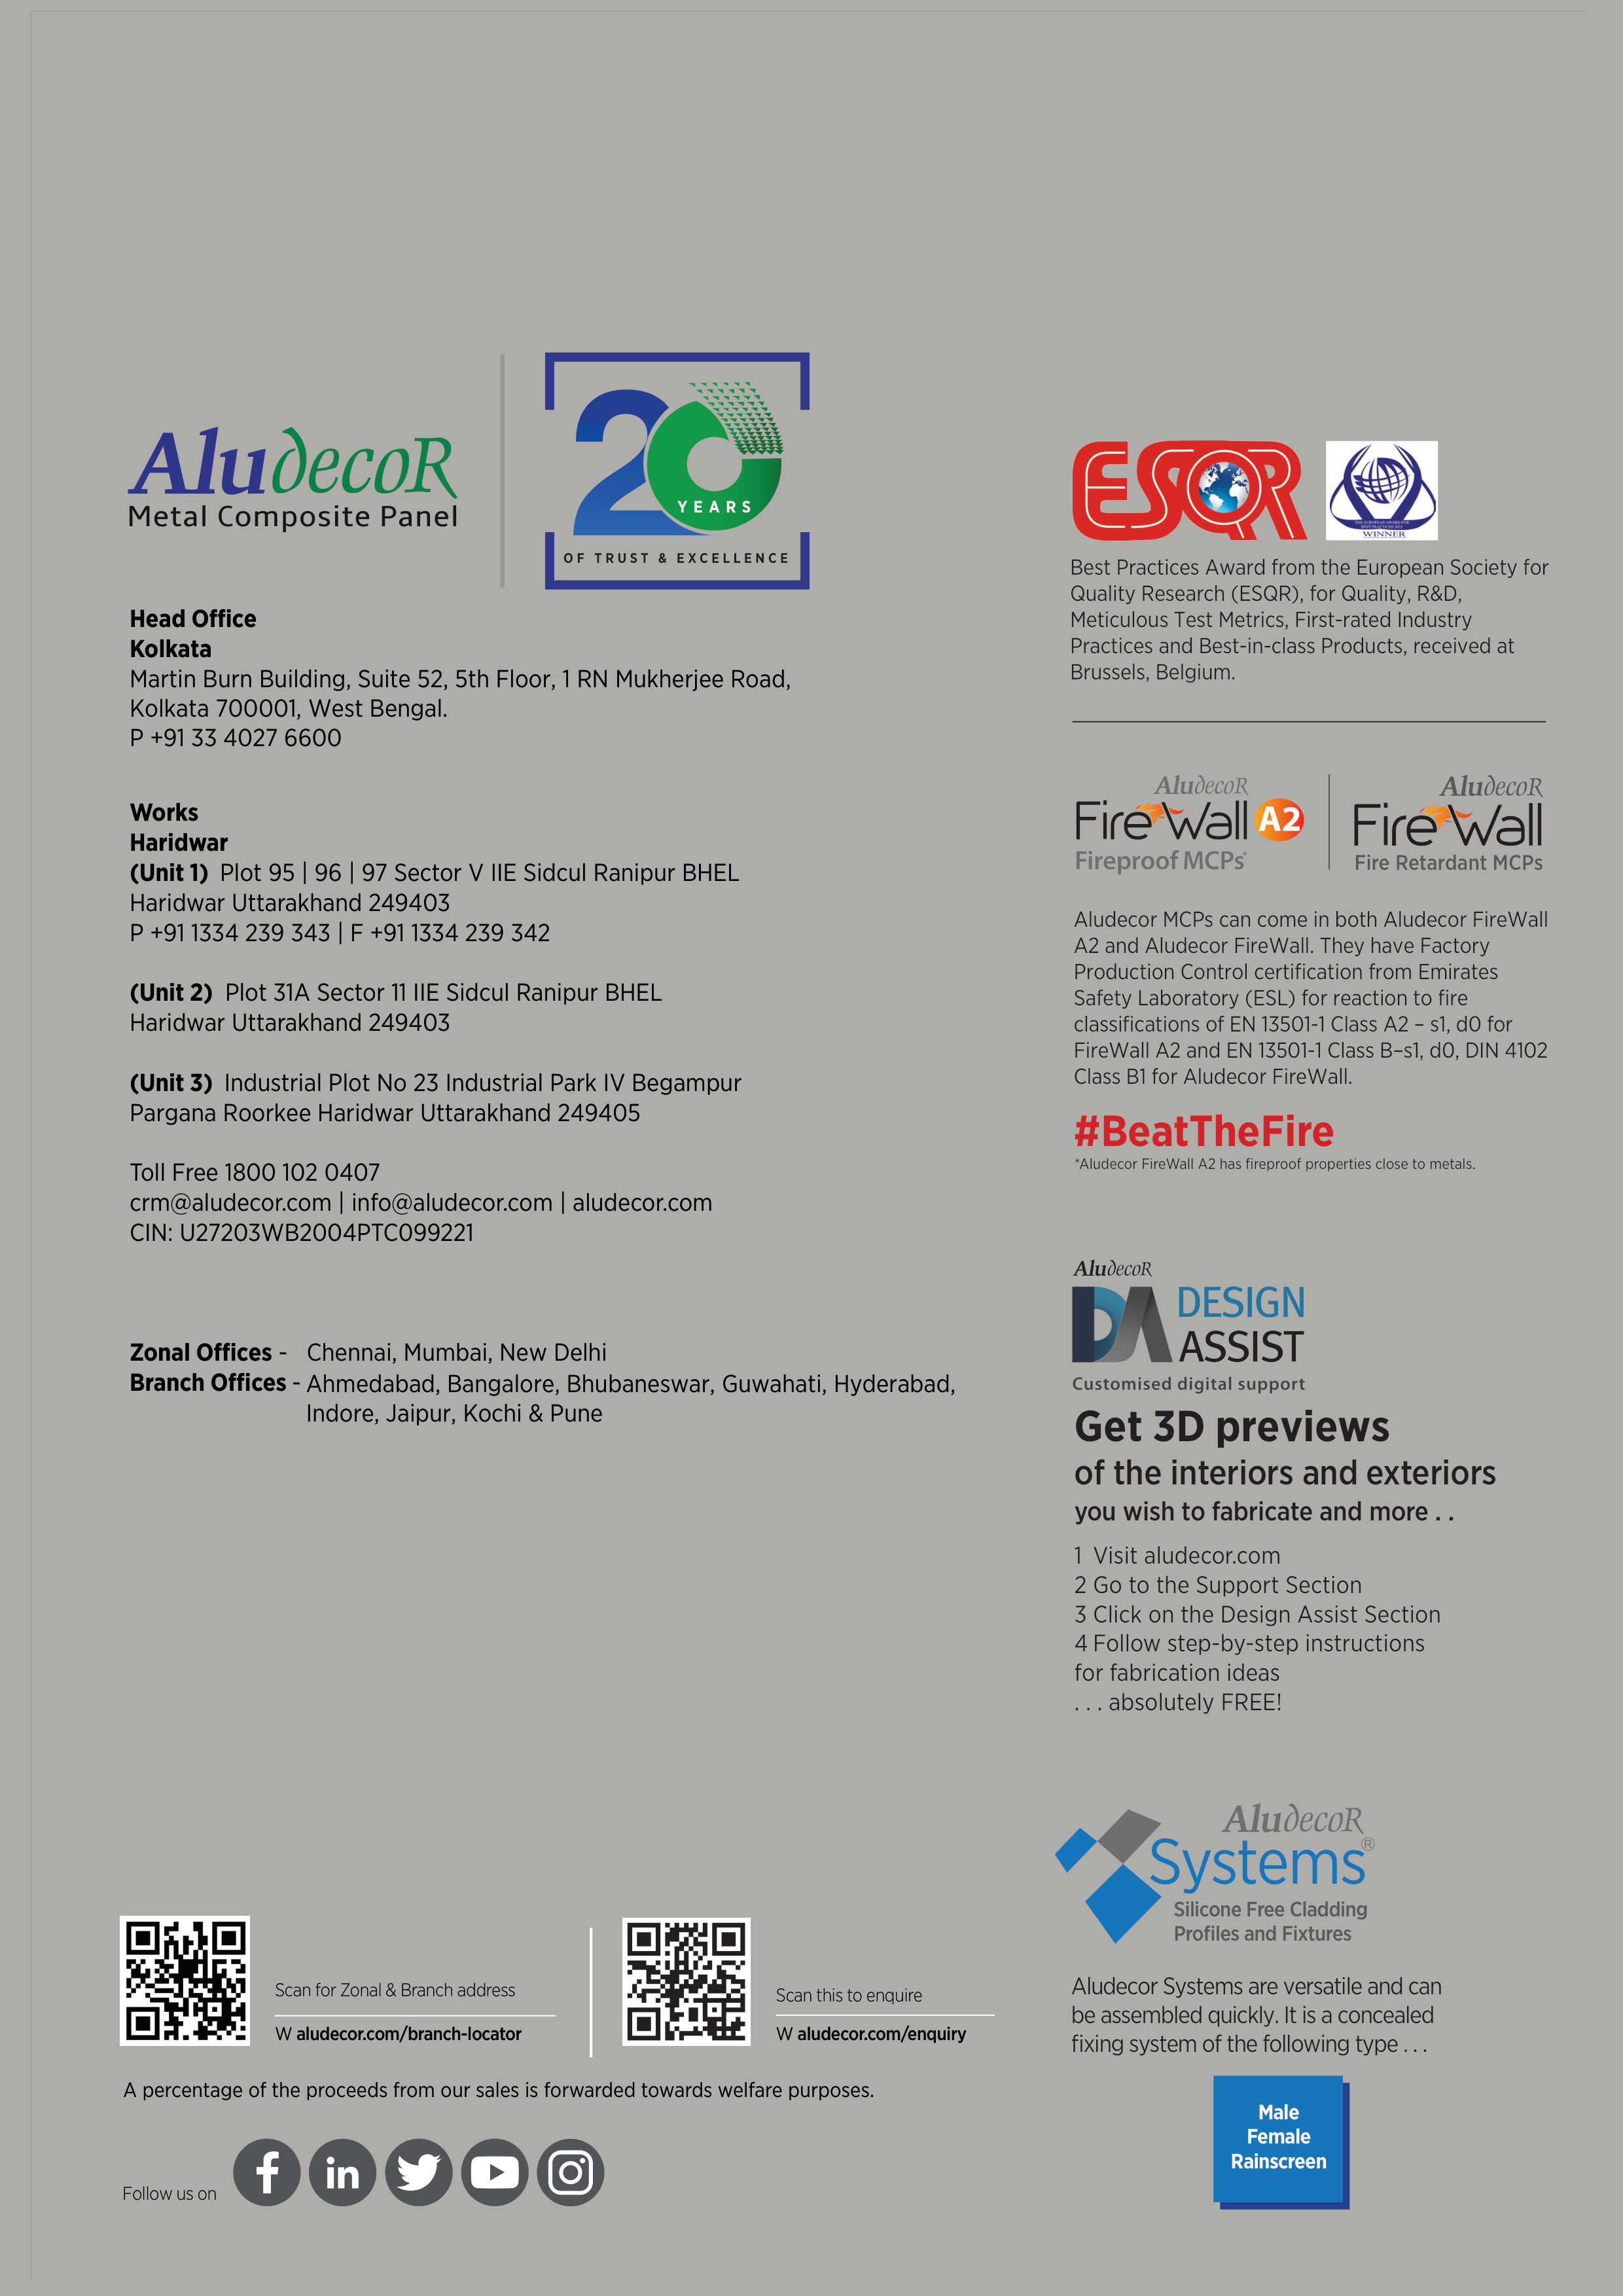 AludecoR
Metal Composite Panel
20
YEARS
OF TRUST & EXCELLENCE
Head Office
Kolkata
Martin Burn Building, Suite 52, 5th Floor, 1 RN Mukherjee Road,
Kolkata 700001, West Bengal.
P +91 33 4027 6600
Works
Haridwar
(Unit 1) Plot 95 | 96 | 97 Sector V IIE Sidcul Ranipur BHEL
Haridwar Uttarakhand 249403
P +91 1334 239 343 | F +91 1334 239 342
(Unit 2) Plot 31A Sector 11 IIE Sidcul Ranipur BHEL
Haridwar Uttarakhand 249403
(Unit 3) Industrial Plot No 23 Industrial Park IV Begampur
Pargana Roorkee Haridwar Uttarakhand 249405
Toll Free 1800 102 0407
crm@aludecor.com | info@aludecor.com | aludecor.com
CIN: U27203WB2004PTC099221
Zonal Offices - Chennai, Mumbai, New Delhi
Branch Offices - Ahmedabad, Bangalore, Bhubaneswar, Guwahati, Hyderabad,
Indore, Jaipur, Kochi & Pune
Scan for Zonal & Branch address
W aludecor.com/branch-locator
Scan this to enquire
W aludecor.com/enquiry
A percentage of the proceeds from our sales is forwarded towards welfare purposes.
Follow us on
ESQR
THE EUROPEAN AWARD FOR
BEST PRACTICES 2022
WINNER
Best Practices Award from the European Society for
Quality Research (ESQR), for Quality, R&D,
Meticulous Test Metrics, First-rated Industry
Practices and Best-in-class Products, received at
Brussels, Belgium.
AludecoR
FireWall A2
Fireproof MCPs*
AludecoR
FireWall
Fire Retardant MCPs
Aludecor MCPs can come in both Aludecor FireWall
A2 and Aludecor FireWall. They have Factory
Production Control certification from Emirates
Safety Laboratory (ESL) for reaction to fire
classifications of EN 13501-1 Class A2 – s1, d0 for
FireWall A2 and EN 13501-1 Class B–s1, d0, DIN 4102
Class B1 for Aludecor FireWall.
#BeatTheFire
*Aludecor FireWall A2 has fireproof properties close to metals.
AludecoR
DA DESIGN
ASSIST
Customised digital support
Get 3D previews
of the interiors and exteriors
you wish to fabricate and more . .
1 Visit aludecor.com
2 Go to the Support Section
3 Click on the Design Assist Section
4 Follow step-by-step instructions
for fabrication ideas
. . . absolutely FREE!
AludecoR
Systems®
Silicone Free Cladding
Profiles and Fixtures
Aludecor Systems are versatile and can
be assembled quickly. It is a concealed
fixing system of the following type . . .
Male
Female
Rainscreen